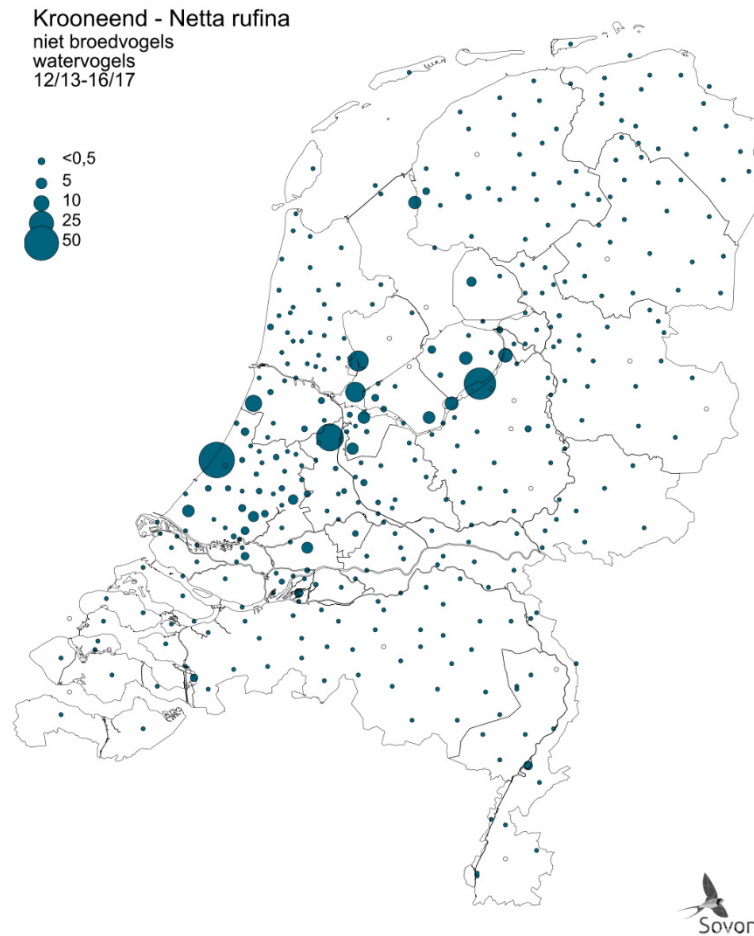 Krooneend - Netta rufina
niet broedvogels
watervogels
12/13-16/17
<0,5
5
10
25
50
Sovon